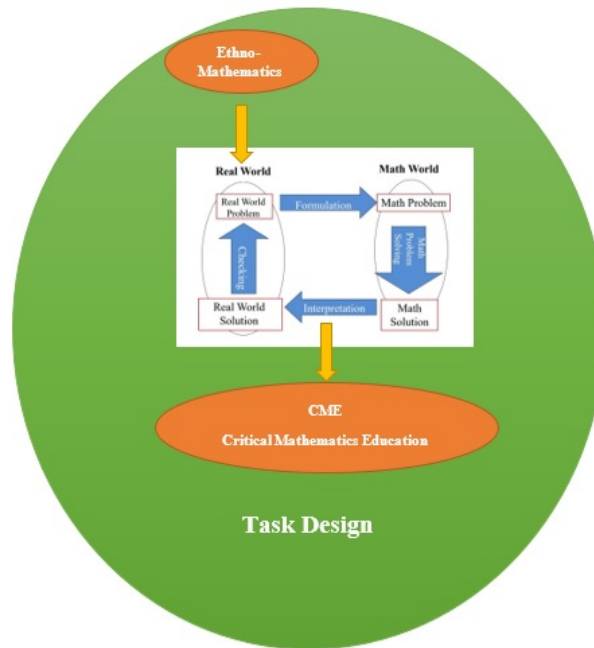 Ethno-
Mathematics
Real World
Math World
Real World
Problem
Formulation
Math Problem
Checking
Math
Problem
Solving
Real World
Solution
Interpretation
Math
Solution
CME
Critical Mathematics Education
Task Design